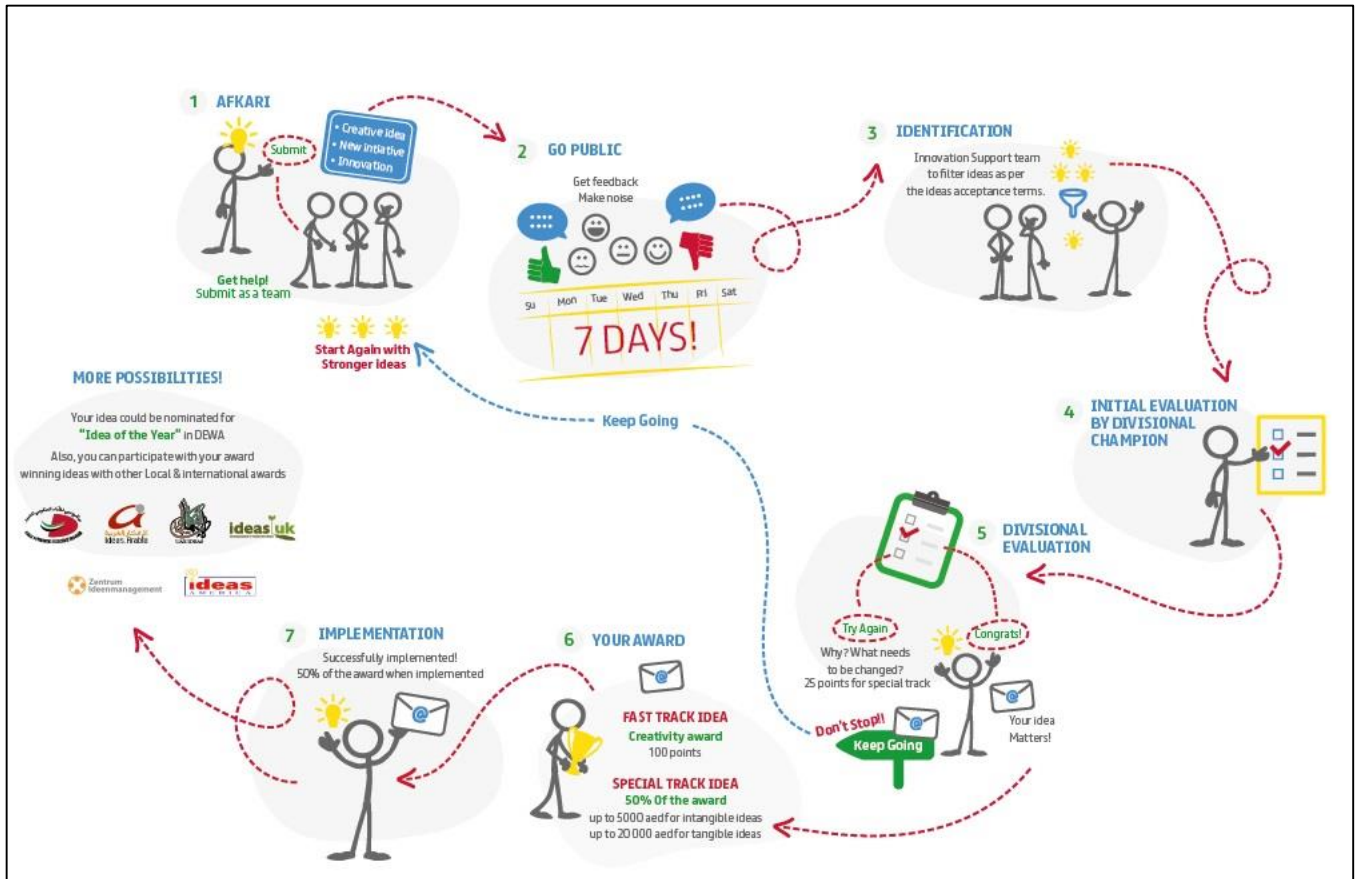 1 AFKARI
Submit
• Creative idea
• New intiative
• Innovation
Get help!
Submit as a team
Start Again with
Stronger ideas
2 GO PUBLIC
Get feedback
Make noise
Su Mon Tue Wed Thu Fri Sat
7 DAYS!
3 IDENTIFICATION
Innovation Support team
to filter ideas as per
the ideas acceptance terms.
4 INITIAL EVALUATION
BY DIVISIONAL
CHAMPION
5 DIVISIONAL
EVALUATION
Try Again
Why? What needs
to be changed?
25 points for special track
Congrats!
Your idea
Matters!
Don't Stop!!
Keep Going
Keep Going
6 YOUR AWARD
FAST TRACK IDEA
Creativity award
100 points
SPECIAL TRACK IDEA
50% Of the award
up to 5000 aed for intangible ideas
up to 20 000 aed for tangible ideas
7 IMPLEMENTATION
Successfully implemented!
50% of the award when implemented
MORE POSSIBILITIES!
Your idea could be nominated for
"Idea of the Year" in DEWA
Also, you can participate with your award
winning ideas with other Local & international awards
Ideas Arabia
ideas uk
Zentrum
Ideenmanagement
ideas
AMERICA